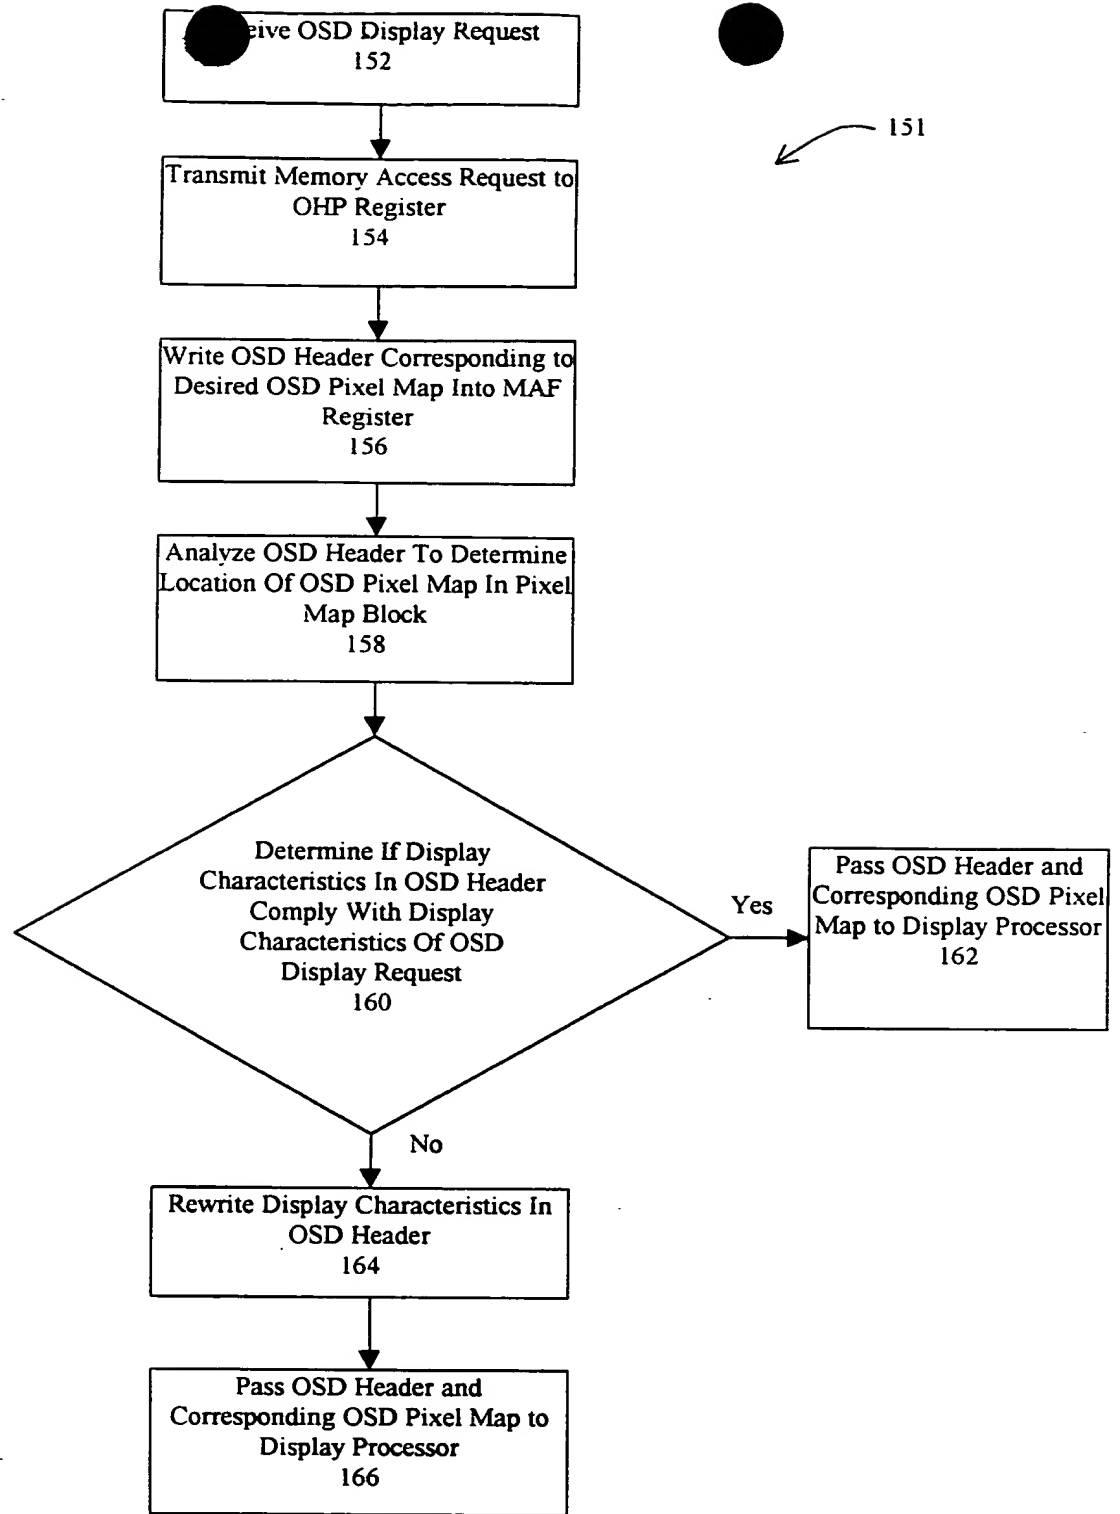 eive OSD Display Request
152
151
Transmit Memory Access Request to
OHP Register
154
Write OSD Header Corresponding to
Desired OSD Pixel Map Into MAF
Register
156
Analyze OSD Header To Determine
Location Of OSD Pixel Map In Pixel
Map Block
158
Determine If Display
Characteristics In OSD Header
Comply With Display
Characteristics Of OSD
Display Request
160
Yes
Pass OSD Header and
Corresponding OSD Pixel
Map to Display Processor
162
No
Rewrite Display Characteristics In
OSD Header
164
Pass OSD Header and
Corresponding OSD Pixel Map to
Display Processor
166